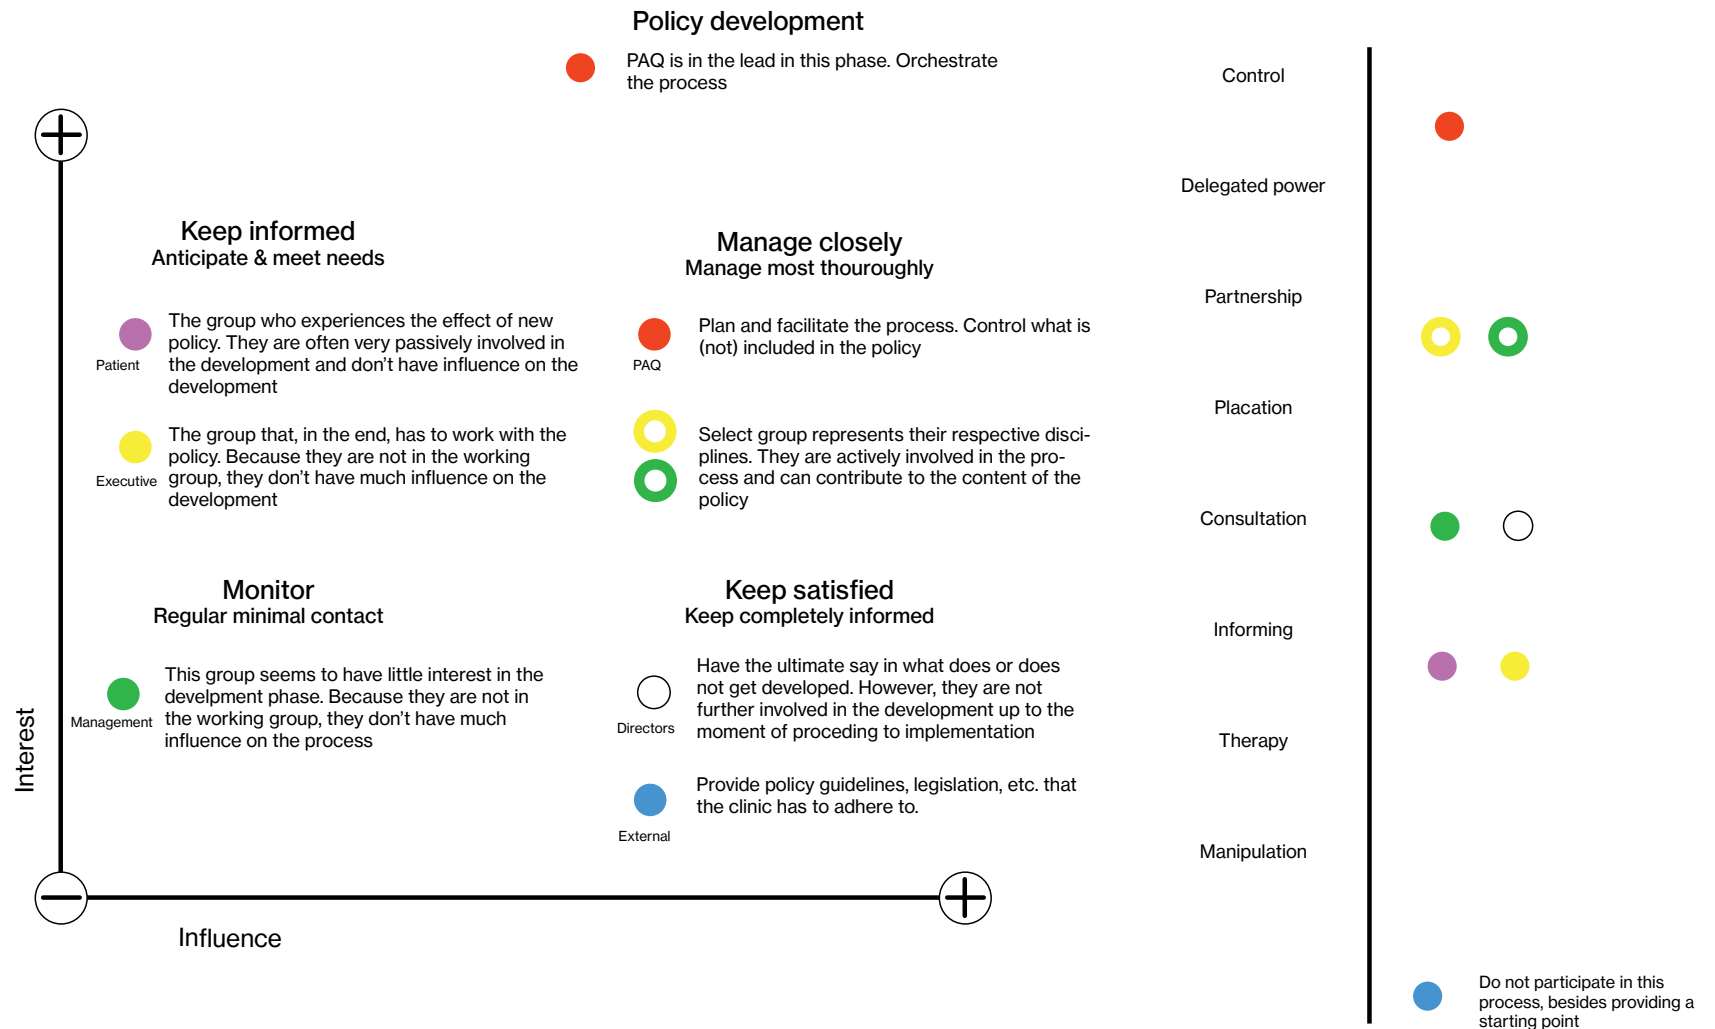 Policy development
PAQ is in the lead in this phase. Orchestrate
the process
Keep informed
Anticipate & meet needs
Patient
The group who experiences the effect of new
policy. They are often very passively involved in
the development and don't have influence on the
development
Executive
The group that, in the end, has to work with the
policy. Because they are not in the working
group, they don't have much influence on the
development
Manage closely
Manage most thouroughly
PAQ
Plan and facilitate the process. Control what is
(not) included in the policy
Select group represents their respective disci-
plines. They are actively involved in the pro-
cess and can contribute to the content of the
policy
Monitor
Regular minimal contact
Management
This group seems to have little interest in the
develpment phase. Because they are not in
the working group, they don't have much
influence on the process
Keep satisfied
Keep completely informed
Directors
Have the ultimate say in what does or does
not get developed. However, they are not
further involved in the development up to the
moment of proceding to implementation
External
Provide policy guidelines, legislation, etc. that
the clinic has to adhere to.
Interest
Influence
Control
Delegated power
Partnership
Placation
Consultation
Informing
Therapy
Manipulation
Do not participate in this
process, besides providing a
starting point